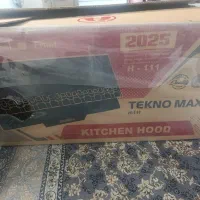 2025
H-111
TEKNO MAX
KITCHEN HOOD